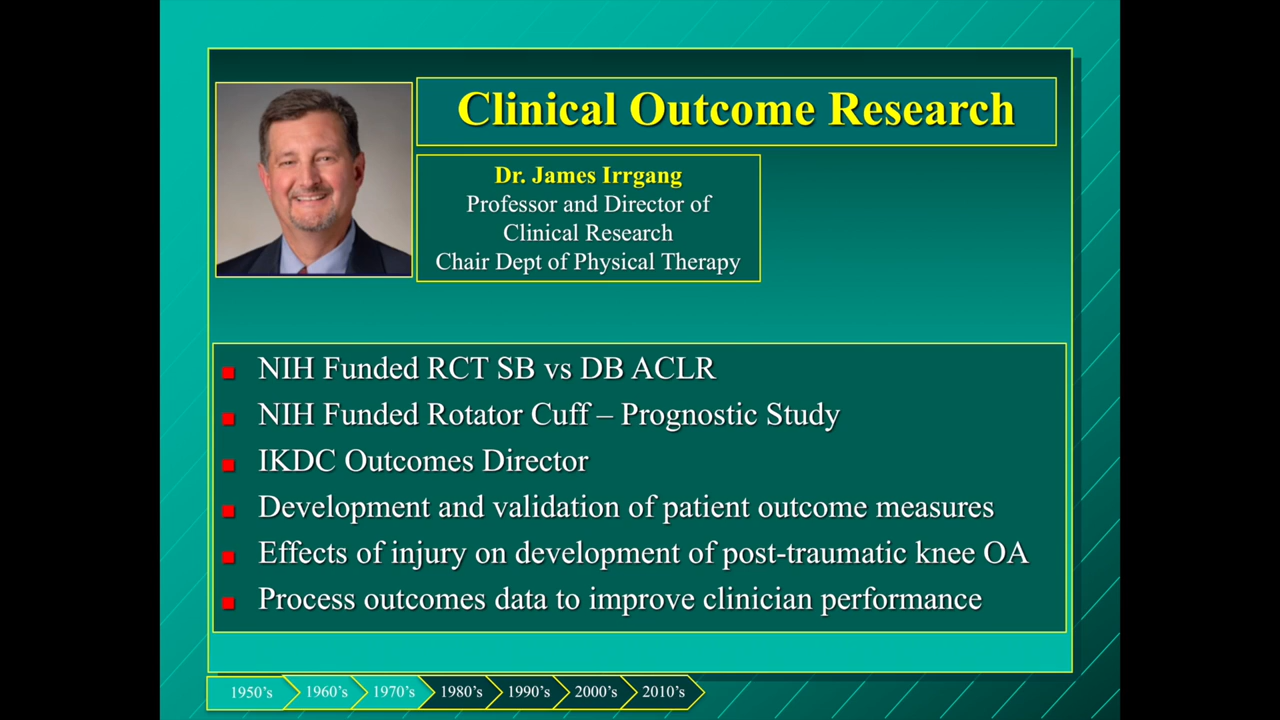 Clinical Outcome Research
Dr. James Irrgang
Professor and Director of
Clinical Research
Chair Dept of Physical Therapy
NIH Funded RCT SB vs DB ACLR
NIH Funded Rotator Cuff – Prognostic Study
IKDC Outcomes Director
Development and validation of patient outcome measures
Effects of injury on development of post-traumatic knee OA
Process outcomes data to improve clinician performance
1950’s 1960’s 1970’s 1980’s 1990’s 2000’s 2010’s